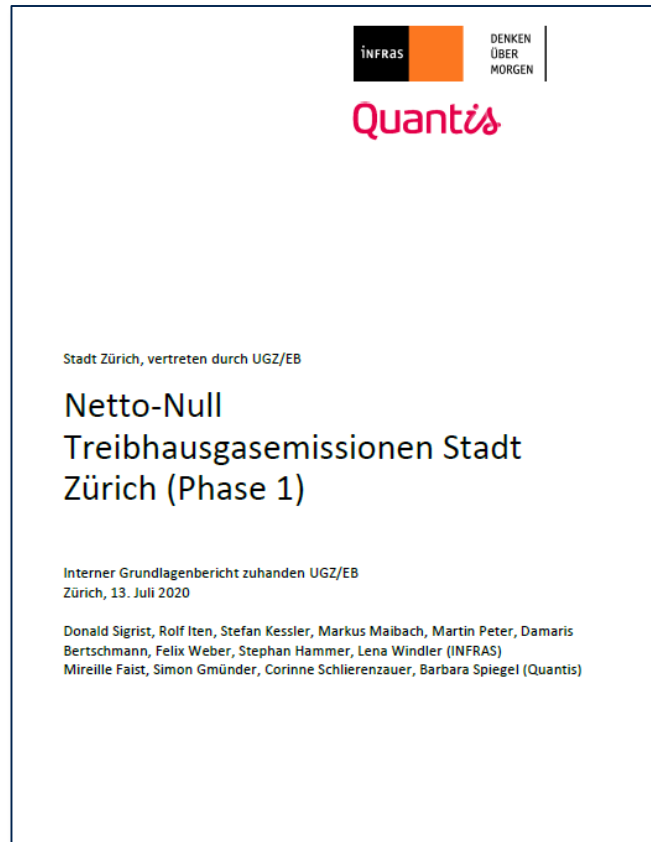 INFRAS
DENKEN
ÜBER
MORGEN
Quantis
Stadt Zürich, vertreten durch UGZ/EB
Netto-Null
Treibhausgasemissionen Stadt
Zürich (Phase 1)
Interner Grundlagenbericht zuhanden UGZ/EB
Zürich, 13. Juli 2020
Donald Sigrist, Rolf Iten, Stefan Kessler, Markus Maibach, Martin Peter, Damaris
Bertschmann, Felix Weber, Stephan Hammer, Lena Windler (INFRAS)
Mireille Faist, Simon Gmünder, Corinne Schlierenzauer, Barbara Spiegel (Quantis)